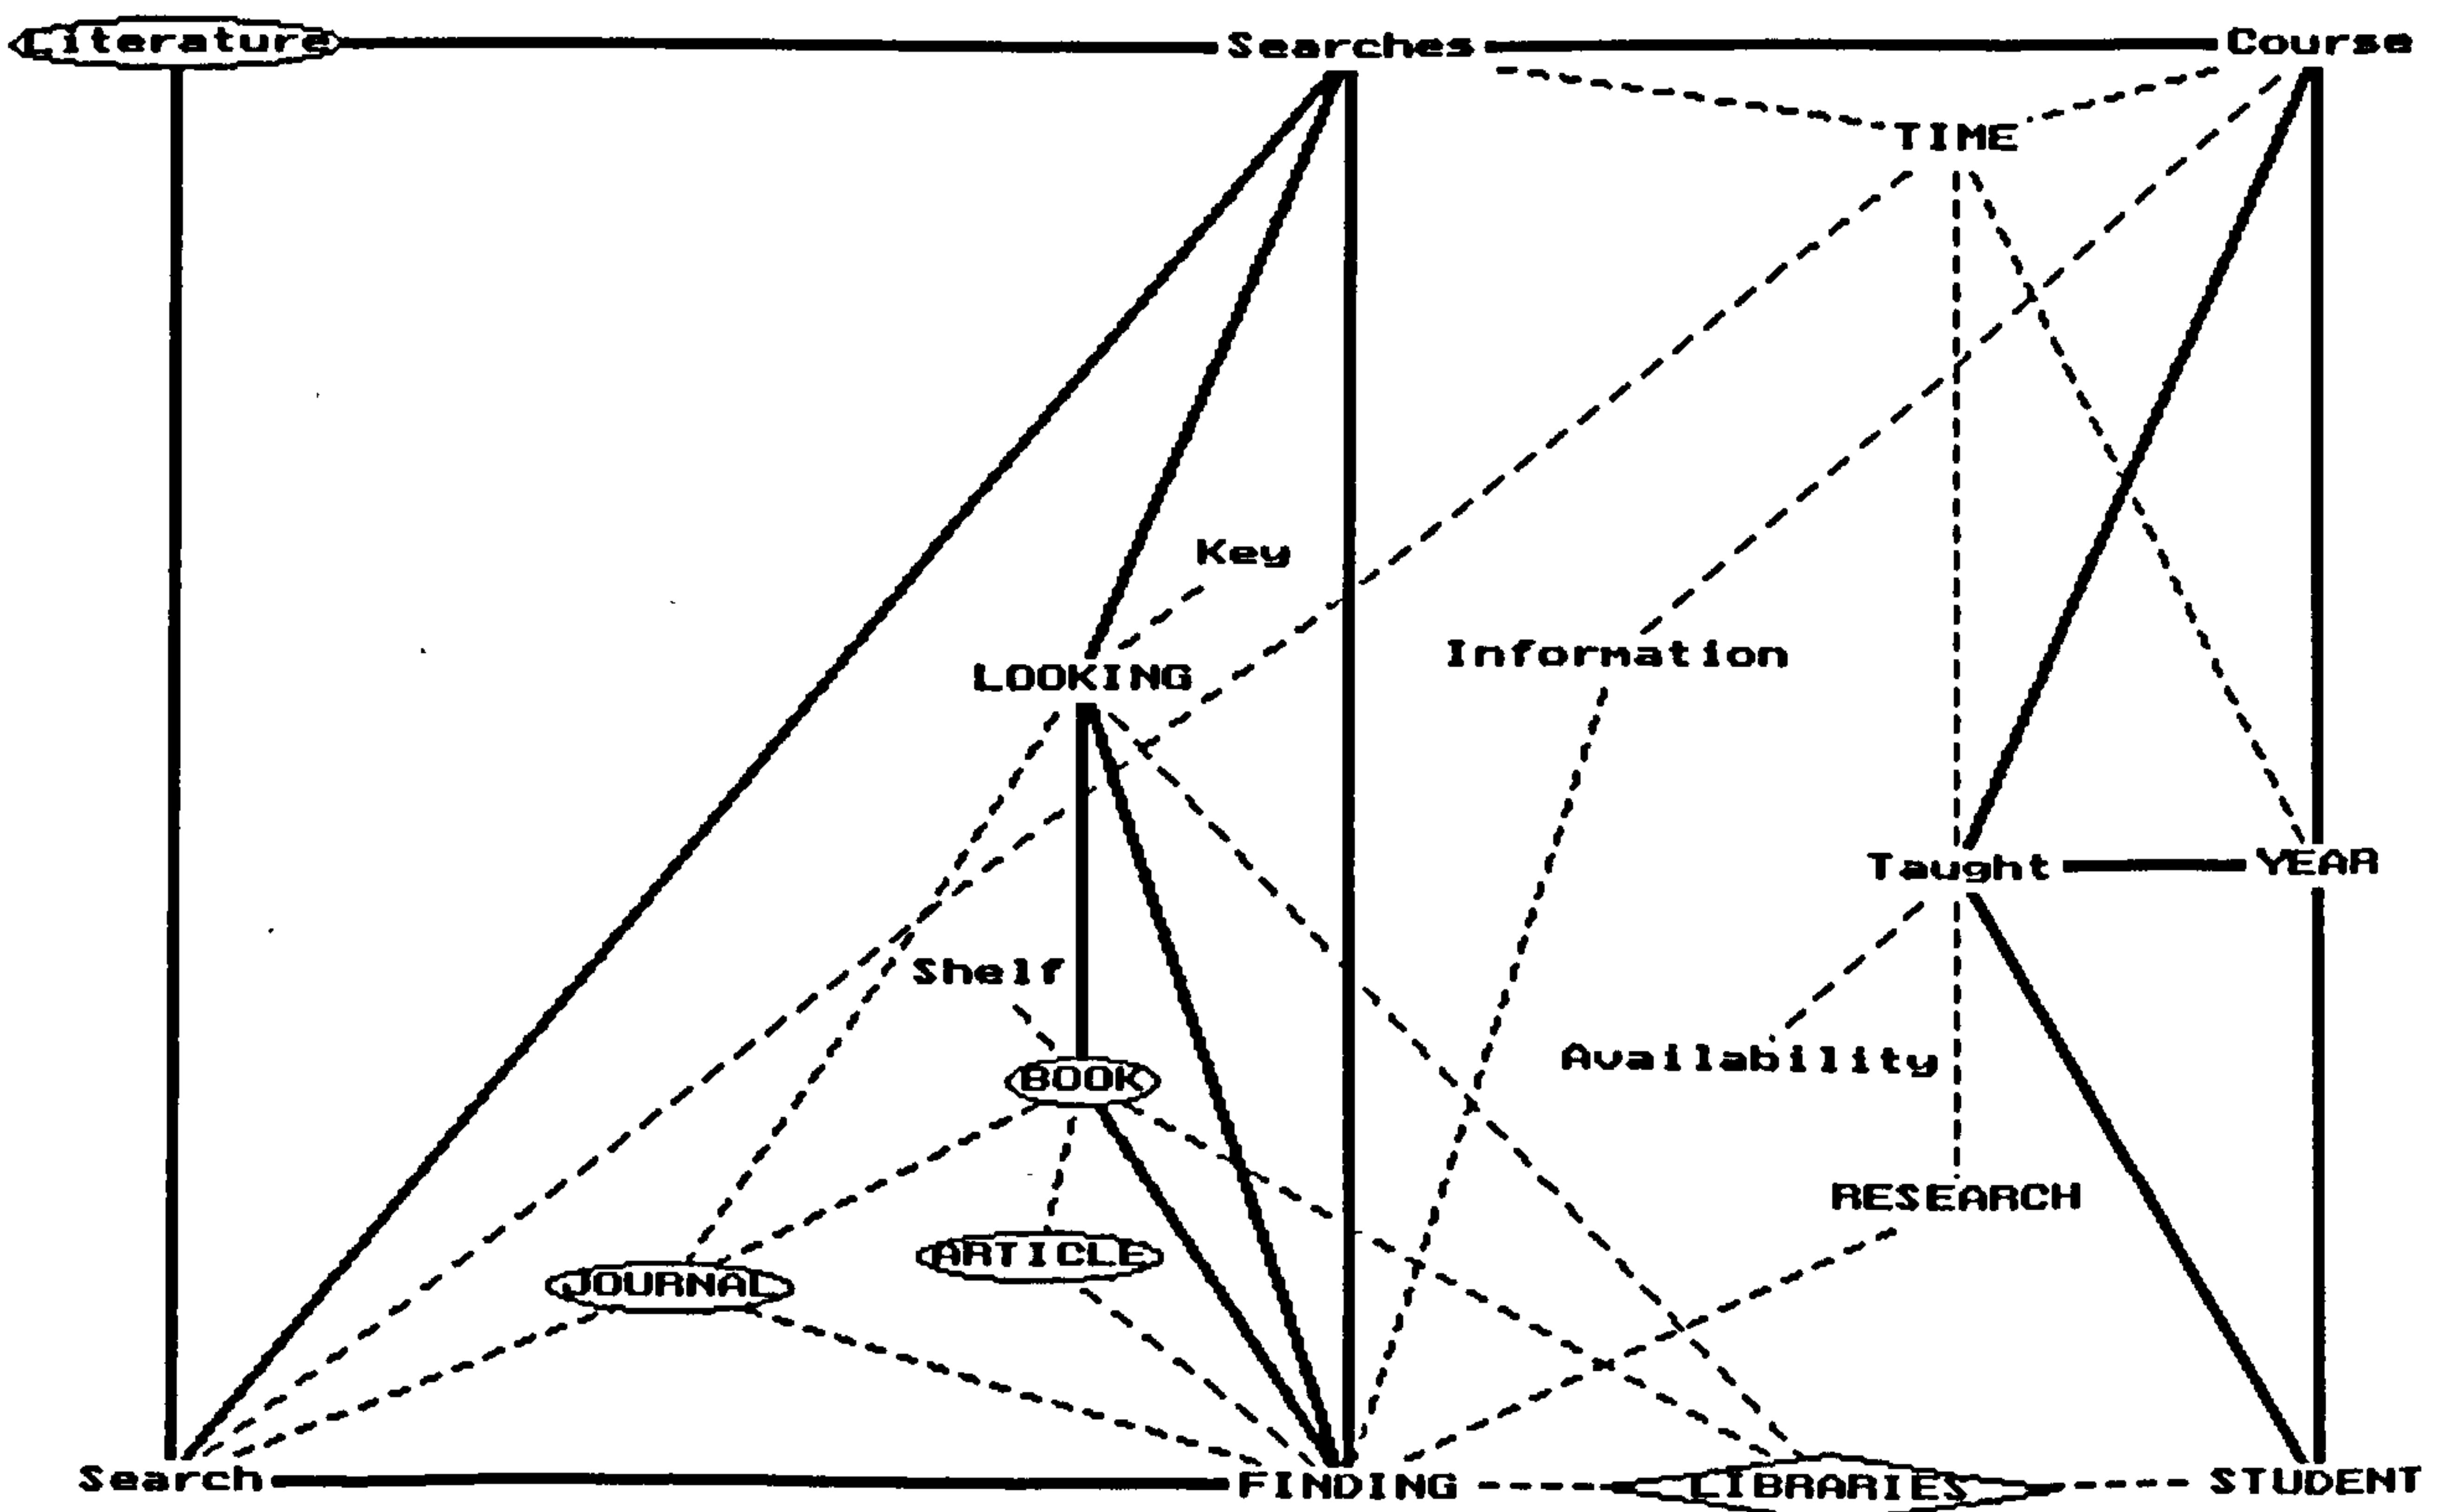 Literature
Searches
Course
TIME
Key
LOOKING
Information
Taught
YEAR
Shelf
Availability
BOOK
RESEARCH
ARTICLE
JOURNAL
Search
FINDING
LIBRARIES
STUDENT